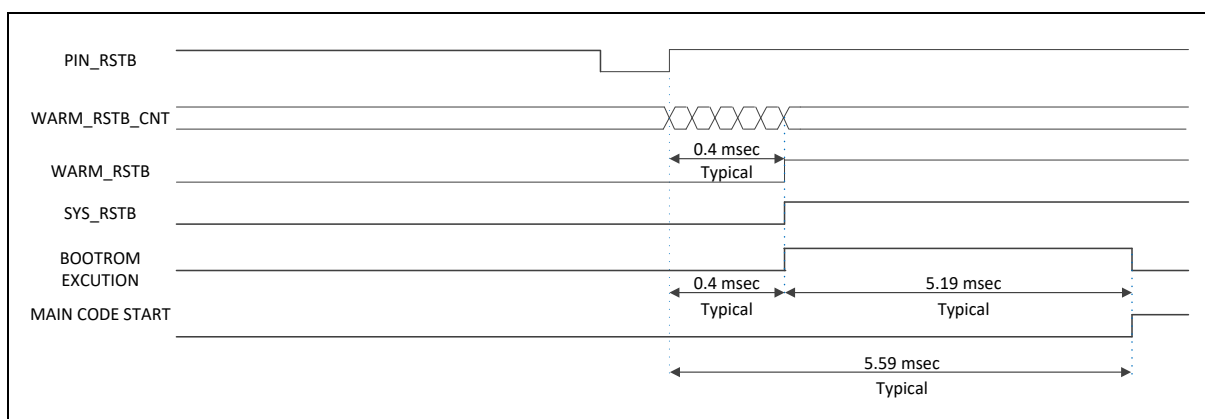 PIN_RSTB
WARM_RSTB_CNT
0.4 msec
Typical
WARM_RSTB
SYS_RSTB
BOOTROM
EXCUTION
0.4 msec
Typical
5.19 msec
Typical
MAIN CODE START
5.59 msec
Typical